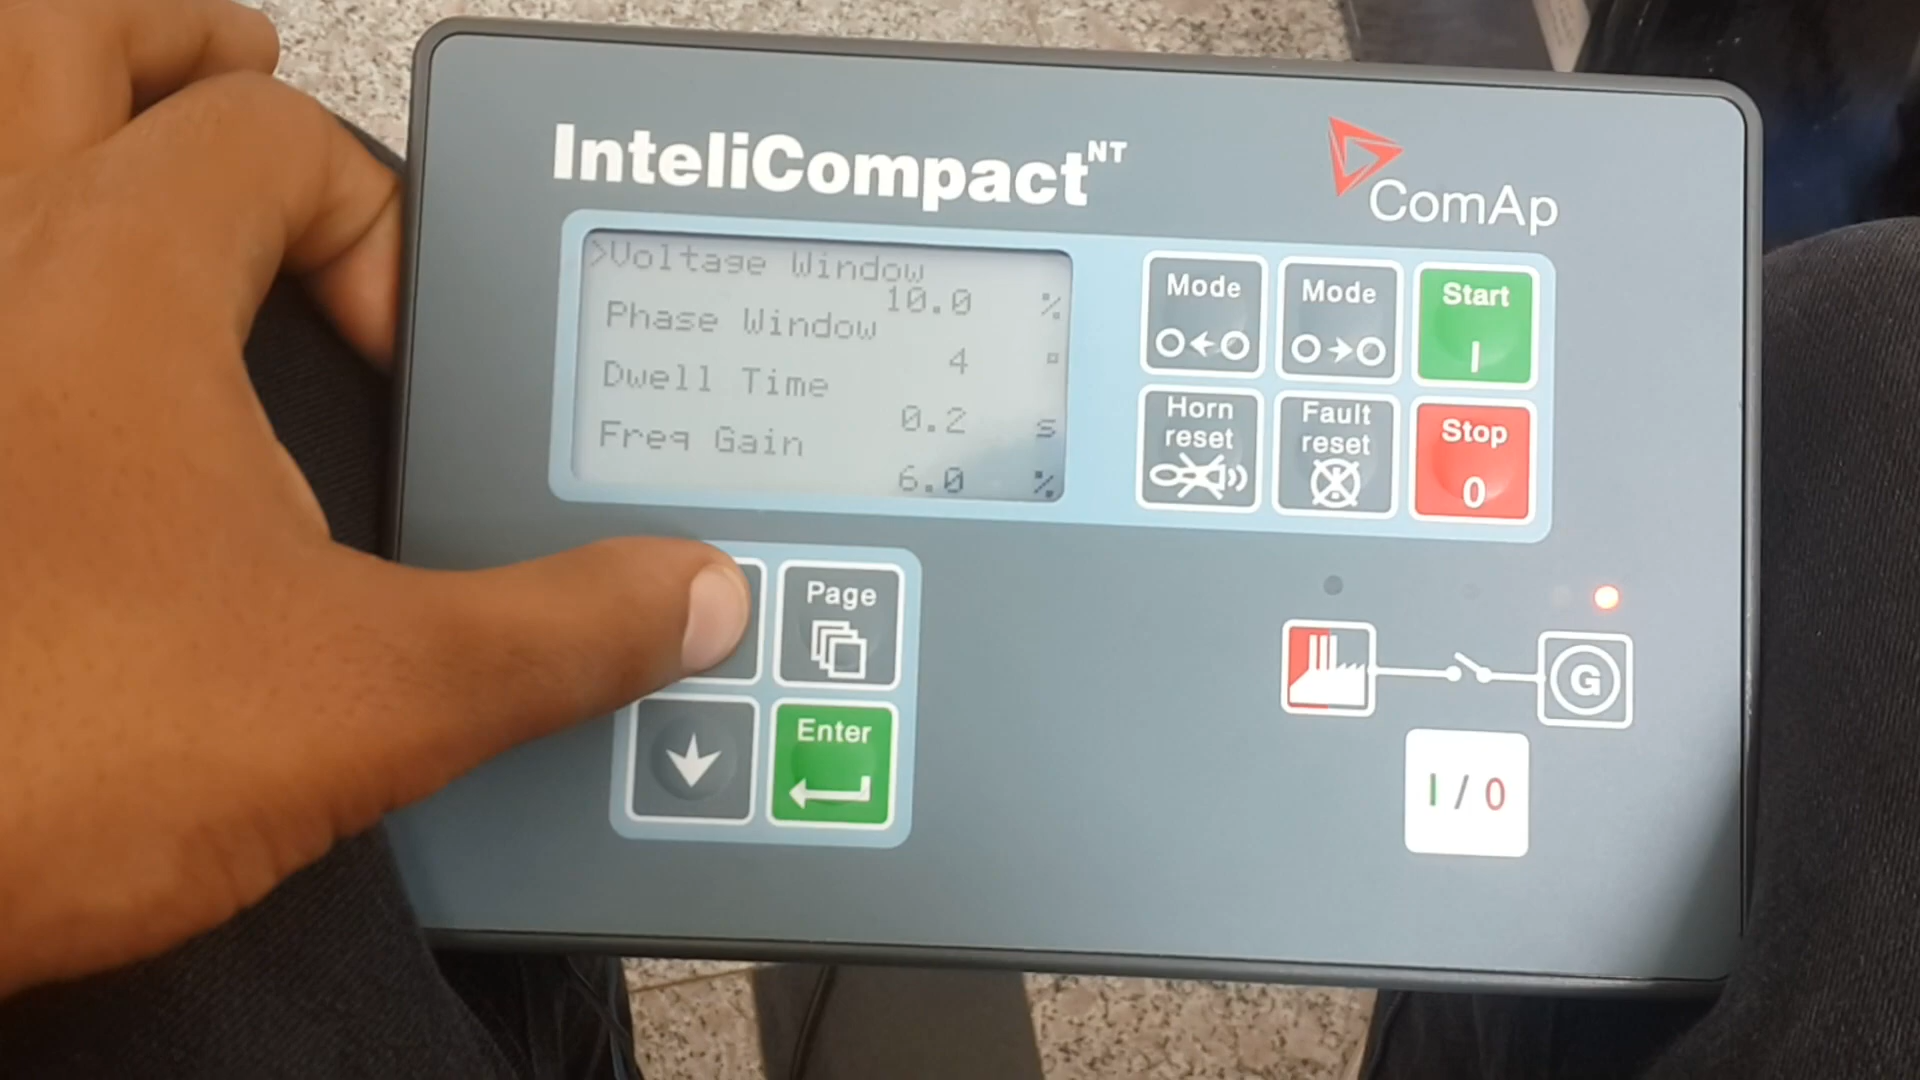 InteliCompact NT
ComAp
>Voltage Window
10.0 %
Phase Window
4 °
Dwell Time
0.2 s
Freq Gain
6.0 %
Mode
Mode
Start
I
Horn reset
Fault reset
Stop
0
Page
Enter
G
I / 0